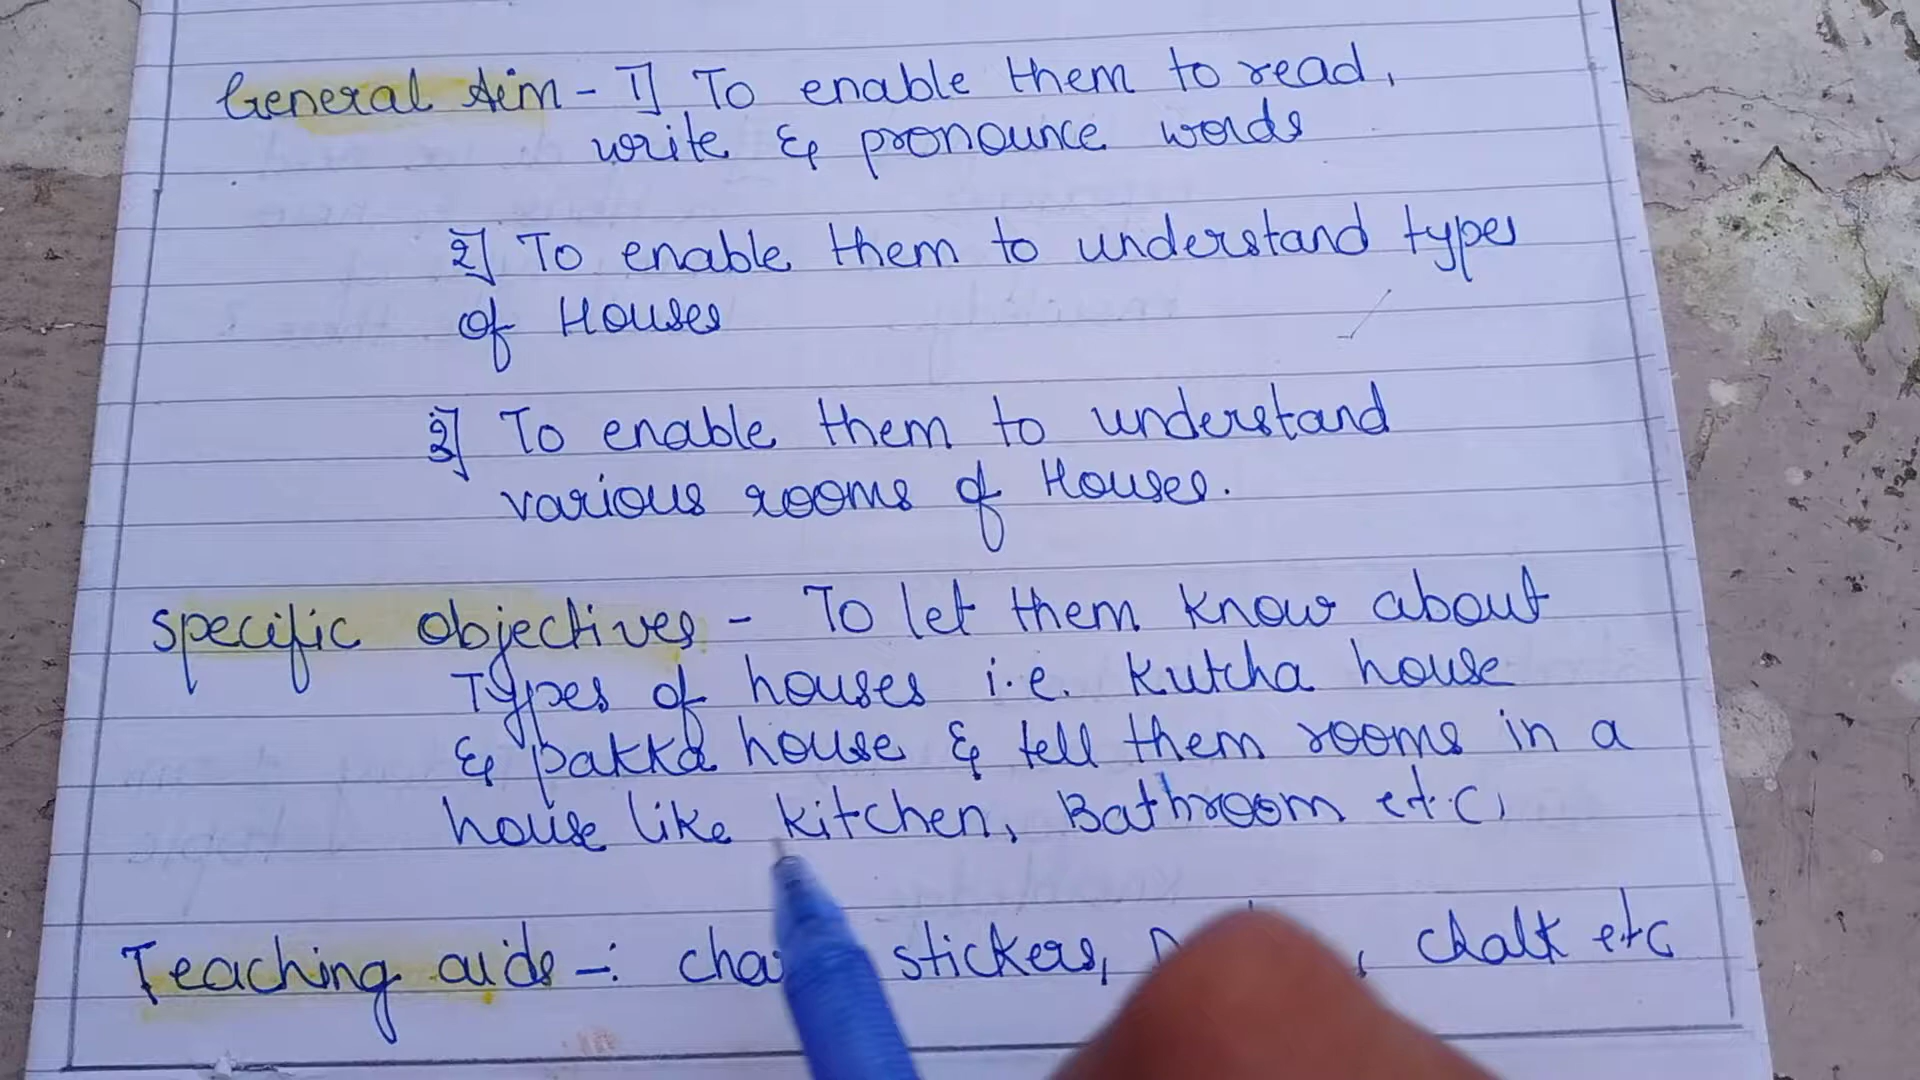 General Aim - 1] To enable them to read,
write & pronounce words
2] To enable them to understand types
of Houses
3] To enable them to understand
various rooms of Houses.
Specific objectives - To let them know about
Types of houses i.e. Kutcha house
& pakka house & tell them rooms in a
house like kitchen, Bathroom etc,
Teaching aids -: stickers, chalk etc